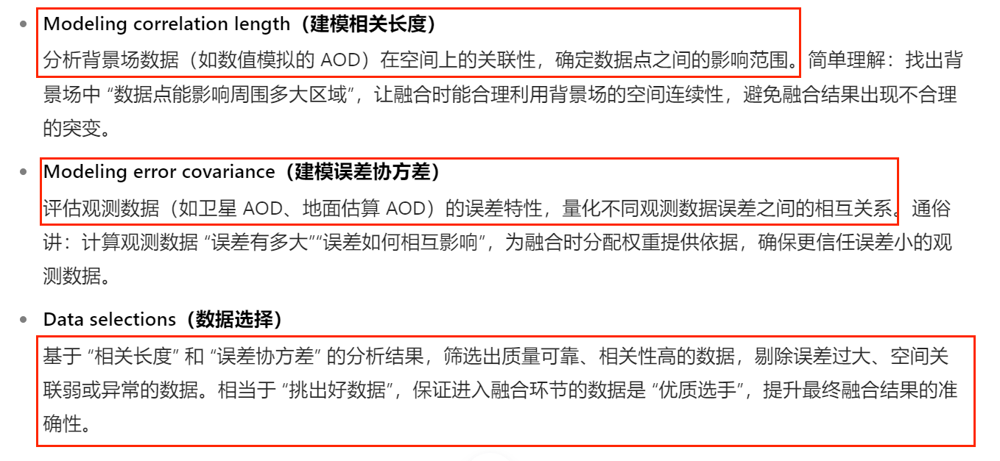 Modeling correlation length（建模相关长度）
分析背景场数据（如数值模拟的 AOD）在空间上的关联性，确定数据点之间的影响范围。简单理解：找出背
景场中 “数据点能影响周围多大区域”，让融合时能合理利用背景场的空间连续性，避免融合结果出现不合理
的突变。
Modeling error covariance（建模误差协方差）
评估观测数据（如卫星 AOD、地面估算 AOD）的误差特性，量化不同观测数据误差之间的相互关系。通俗
讲：计算观测数据 “误差有多大”“误差如何相互影响”，为融合时分配权重提供依据，确保更信任误差小的观
测数据。
Data selections（数据选择）
基于 “相关长度” 和 “误差协方差” 的分析结果，筛选出质量可靠、相关性高的数据，剔除误差过大、空间关
联弱或异常的数据。相当于 “挑出好数据”，保证进入融合环节的数据是 “优质选手”，提升最终融合结果的准
确性。